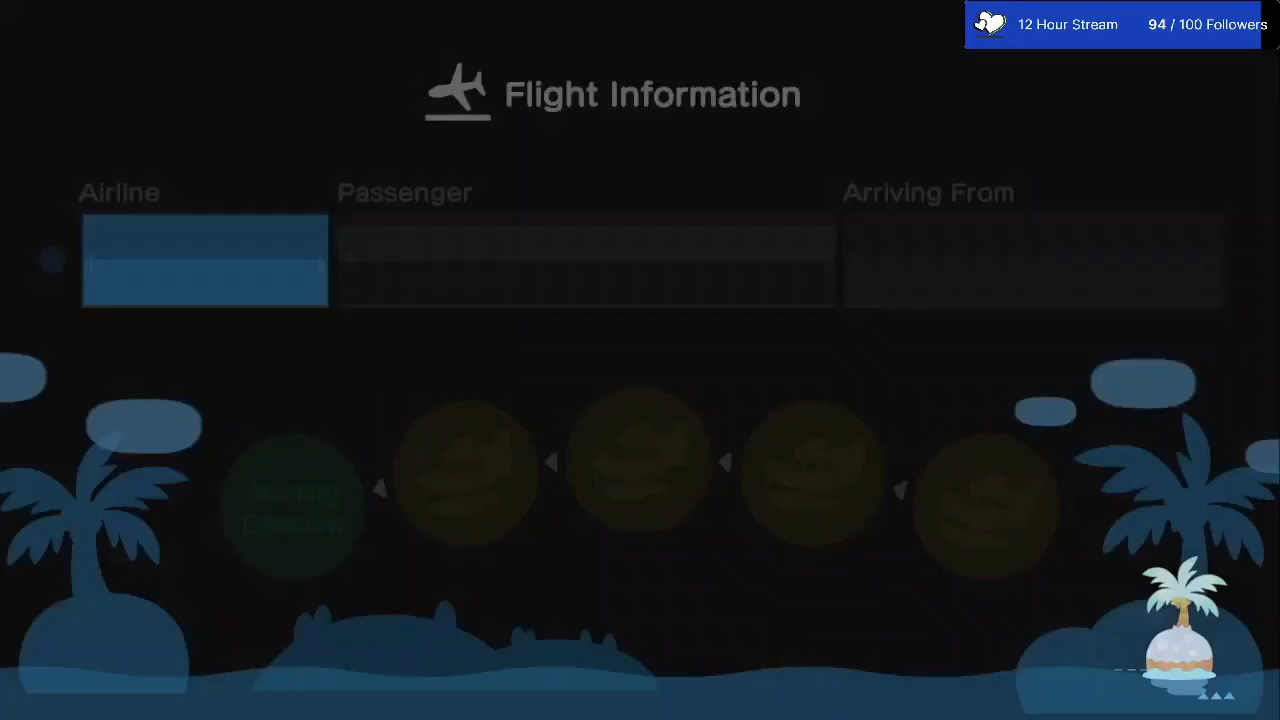 12 Hour Stream 94 / 100 Followers
Flight Information
Airline Passenger Arriving From